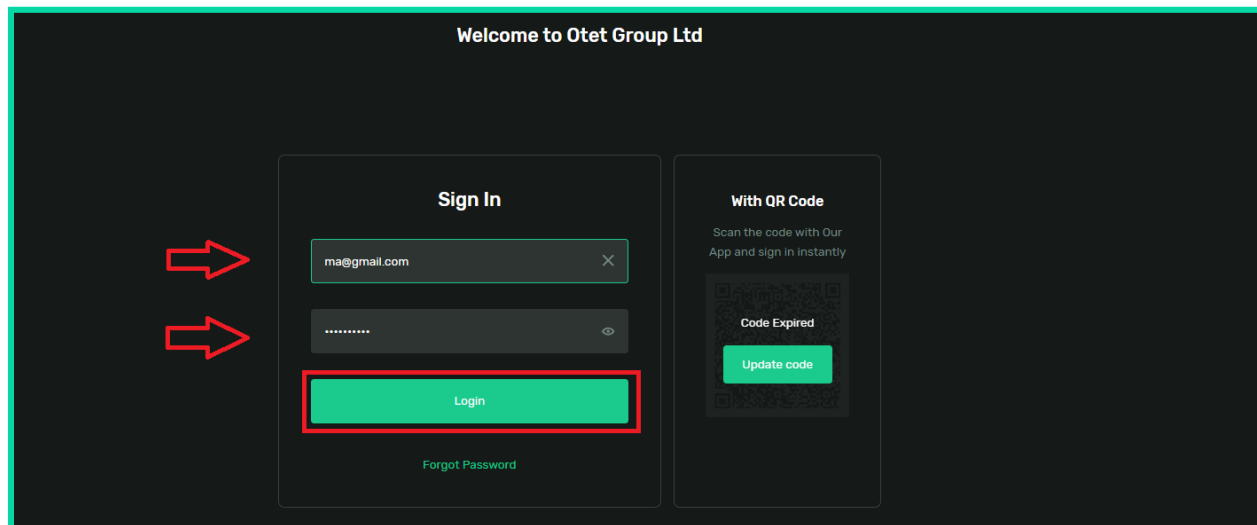 Welcome to Otet Group Ltd
Sign In
ma@gmail.com
••••••••••
Login
Forgot Password
With QR Code
Scan the code with Our
App and sign in instantly
Code Expired
Update code